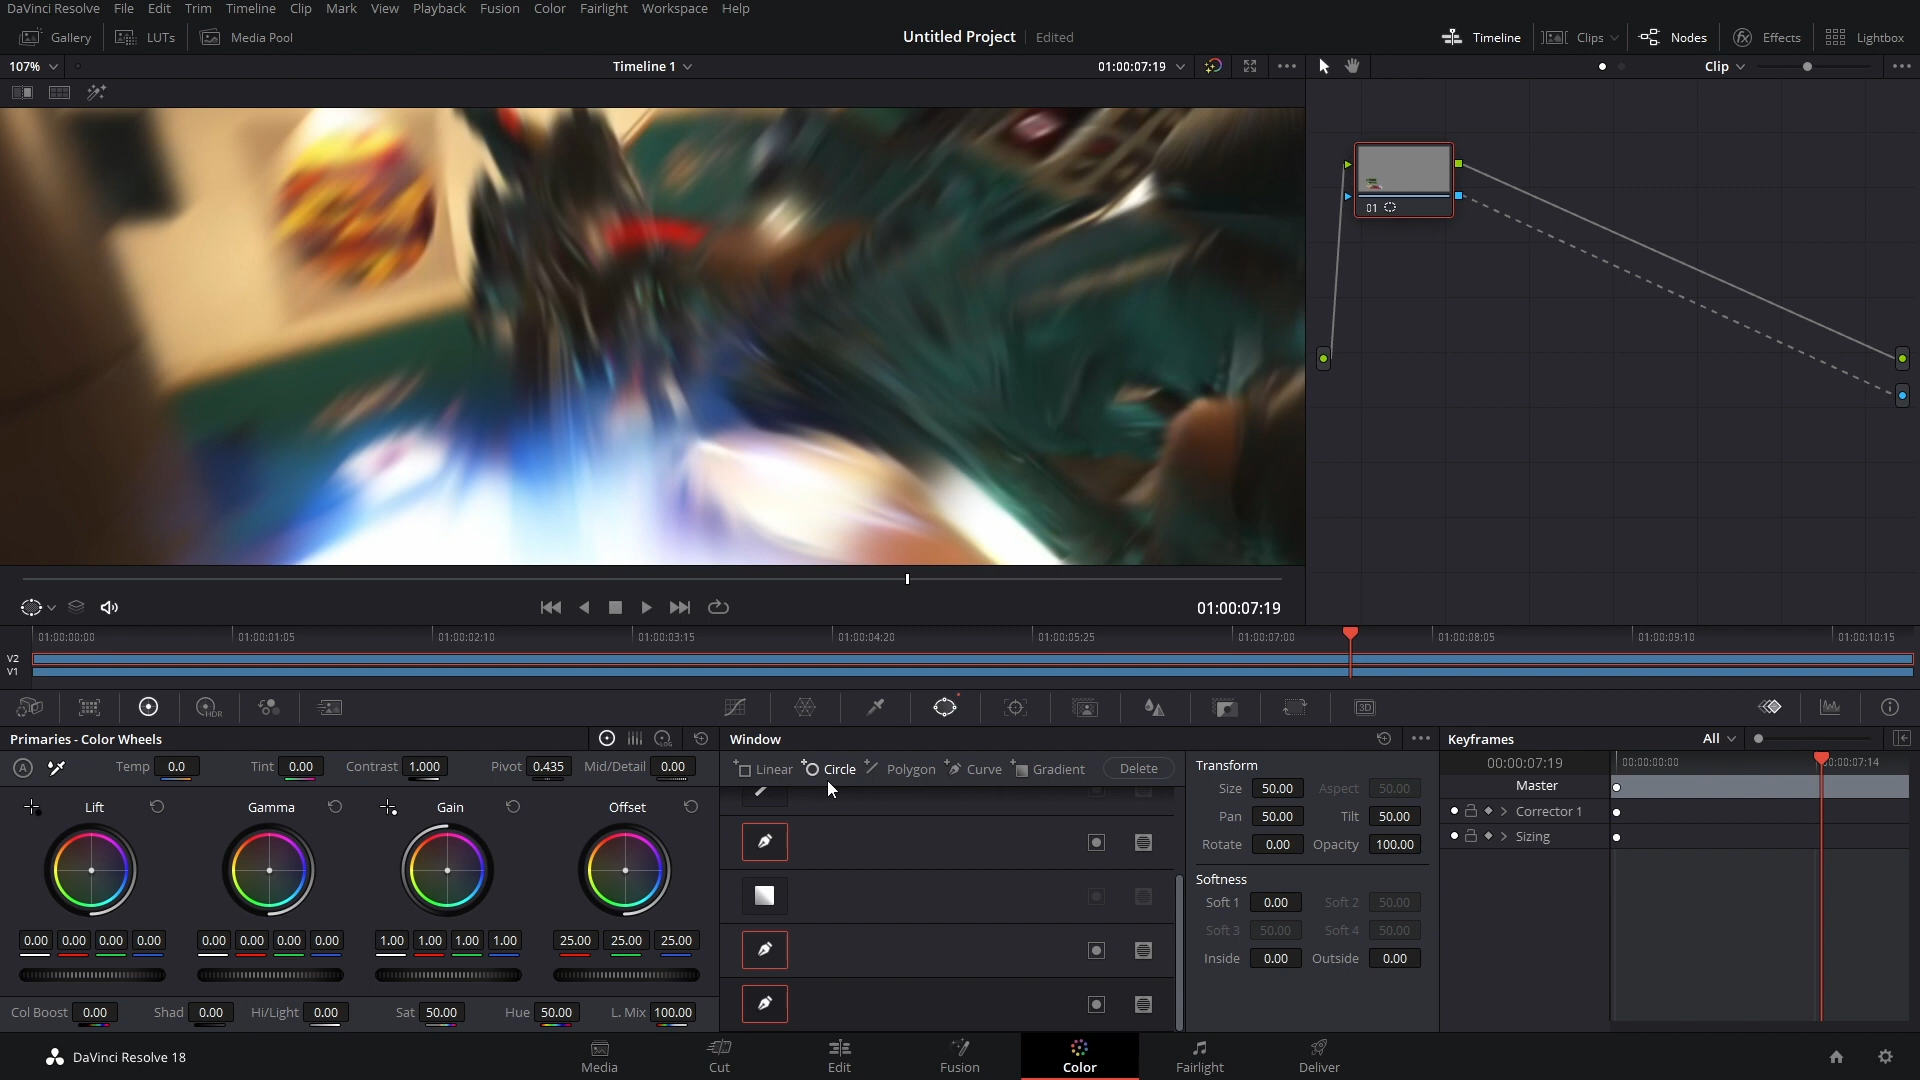 DaVinci Resolve File Edit Trim Timeline Clip Mark View Playback Fusion Color Fairlight Workspace Help
Gallery LUTs Media Pool Untitled Project Edited Timeline Clips Nodes Effects Lightbox
107% Timeline 1 01:00:07:19 Clip
01
01:00:07:19
01:00:00:00 01:00:01:05 01:00:02:10 01:00:03:15 01:00:04:20 01:00:05:25 01:00:07:00 01:00:08:05 01:00:09:10 01:00:10:15
V2
V1
HDR 3D
Primaries - Color Wheels LOG Window Keyframes All
A Temp 0.0 Tint 0.00 Contrast 1.000 Pivot 0.435 Mid/Detail 0.00
Linear Circle Polygon Curve Gradient Delete
Transform
Size 50.00 Aspect 50.00
Pan 50.00 Tilt 50.00
Rotate 0.00 Opacity 100.00
Softness
Soft 1 0.00 Soft 2 50.00
Soft 3 50.00 Soft 4 50.00
Inside 0.00 Outside 0.00
00:00:07:19 00:00:00:00 00:00:07:14
Master
Corrector 1
Sizing
Lift Gamma Gain Offset
0.00 0.00 0.00 0.00 0.00 0.00 0.00 0.00 1.00 1.00 1.00 1.00 25.00 25.00 25.00
Col Boost 0.00 Shad 0.00 Hi/Light 0.00 Sat 50.00 Hue 50.00 L. Mix 100.00
DaVinci Resolve 18 Media Cut Edit Fusion Color Fairlight Deliver